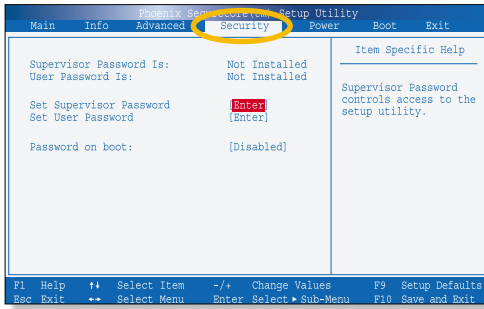 Phoenix SecureCore(tm) Setup Utility
Main Info Advanced Security Power Boot Exit
Item Specific Help
Supervisor Password Is: Not Installed
User Password Is: Not Installed
Supervisor Password
controls access to the
setup utility.
Set Supervisor Password [Enter]
Set User Password [Enter]
Password on boot: [Disabled]
F1 Help ↑↓ Select Item -/+ Change Values F9 Setup Defaults
Esc Exit ←→ Select Menu Enter Select ▸ Sub-Menu F10 Save and Exit